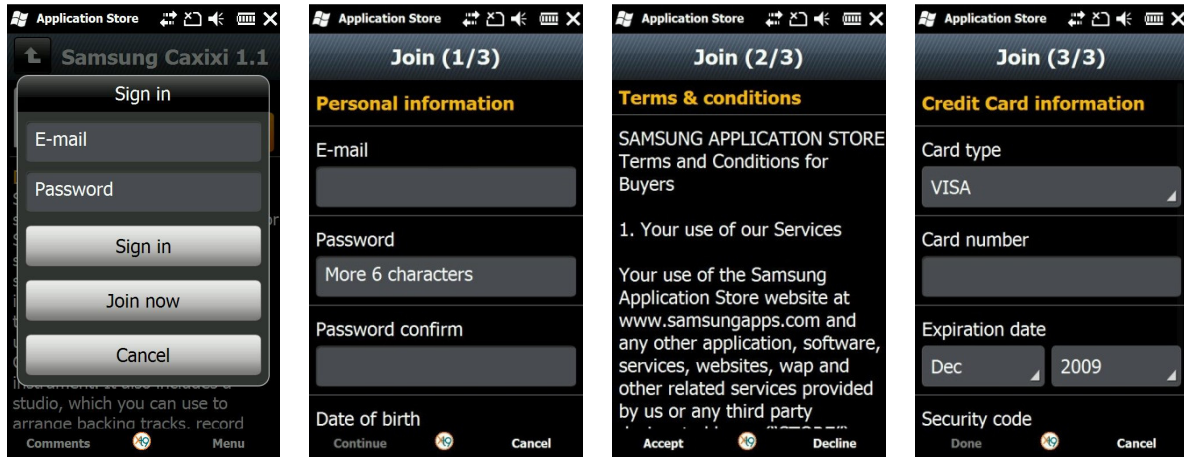 Application Store
Samsung Caxixi 1.1
Sign in
E-mail
Password
Sign in
Join now
Cancel
instrument. It also includes a
studio, which you can use to
arrange backing tracks, record
Comments
Menu
Application Store
Join (1/3)
Personal information
E-mail
Password
More 6 characters
Password confirm
Date of birth
Continue
Cancel
Application Store
Join (2/3)
Terms & conditions
SAMSUNG APPLICATION STORE
Terms and Conditions for
Buyers
1. Your use of our Services
Your use of the Samsung
Application Store website at
www.samsungapps.com and
any other application, software,
services, websites, wap and
other related services provided
by us or any third party
Accept
Decline
Application Store
Join (3/3)
Credit Card information
Card type
VISA
Card number
Expiration date
Dec 2009
Security code
Done
Cancel